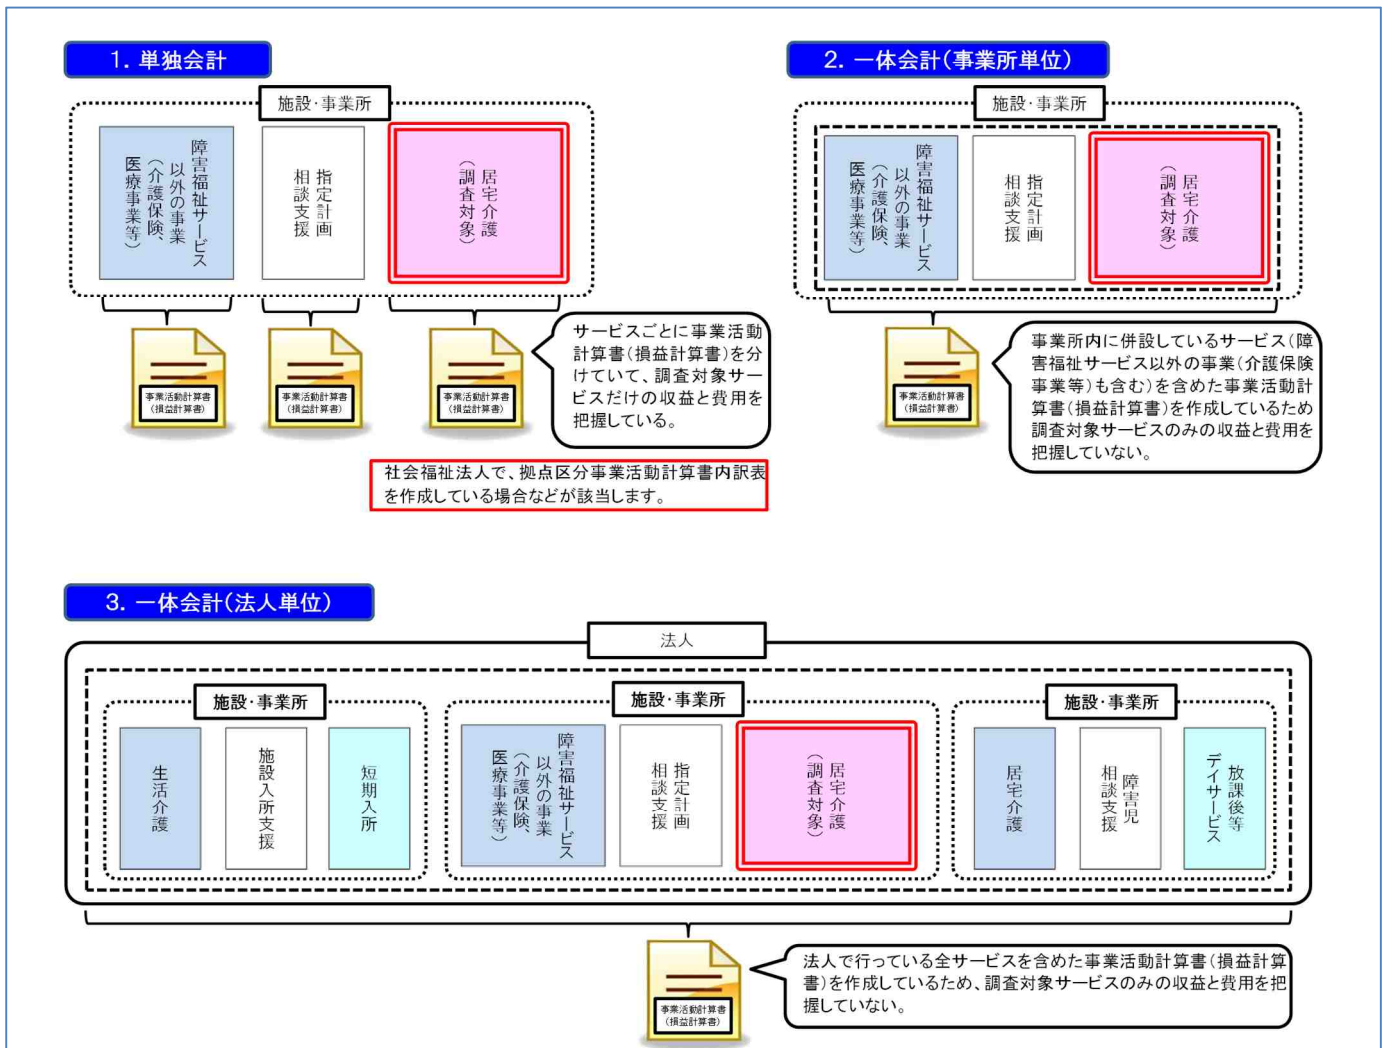 1. 単独会計
施設・事業所
障害福祉サービス
以外の事業
(介護保険、
医療事業等)
指定計画
相談支援
居宅介護
(調査対象)
事業活動計算書
(損益計算書)
事業活動計算書
(損益計算書)
事業活動計算書
(損益計算書)
サービスごとに事業活動
計算書(損益計算書)を分
けていて、調査対象サー
ビスだけの収益と費用を
把握している。
社会福祉法人で、拠点区分事業活動計算書内訳表
を作成している場合などが該当します。
2. 一体会計(事業所単位)
施設・事業所
障害福祉サービス
以外の事業
(介護保険、
医療事業等)
指定計画
相談支援
居宅介護
(調査対象)
事業活動計算書
(損益計算書)
事業所内に併設しているサービス(障
害福祉サービス以外の事業(介護保険
事業等)も含む)を含めた事業活動計
算書(損益計算書)を作成しているため
調査対象サービスのみの収益と費用を
把握していない。
3. 一体会計(法人単位)
法人
施設・事業所
生活介護
施設入所支援
短期入所
施設・事業所
障害福祉サービス
以外の事業
(介護保険、
医療事業等)
指定計画
相談支援
居宅介護
(調査対象)
施設・事業所
居宅介護
障害児
相談支援
放課後等
デイサービス
事業活動計算書
(損益計算書)
法人で行っている全サービスを含めた事業活動計算書(損益計算
書)を作成しているため、調査対象サービスのみの収益と費用を把
握していない。